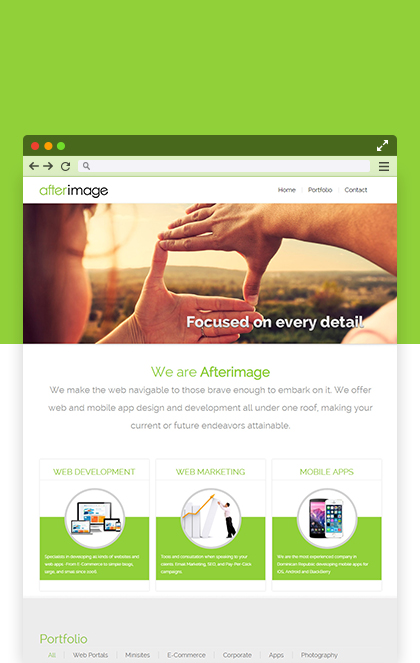 afterimage
Home Portfolio Contact
Focused on every detail
We are Afterimage
We make the web navigable to those brave enough to embark on it. We offer
web and mobile app design and development all under one roof, making your
current or future endeavors attainable.
WEB DEVELOPMENT
Specialists in developing all kinds of websites and
web apps. From E-Commerce to simple blogs,
wegs, and emas since 2008.
WEB MARKETING
Tools and consultation when speaking to your
clients. Email Marketing, SEO, and Pay-Per-Click
campaigns.
MOBILE APPS
We are the most experienced company in
Dominican Republic developing mobile apps for
iOS, Android and BlackBerry.
Portfolio
All Web Portals Minisites E-Commerce Corporate Apps Photography